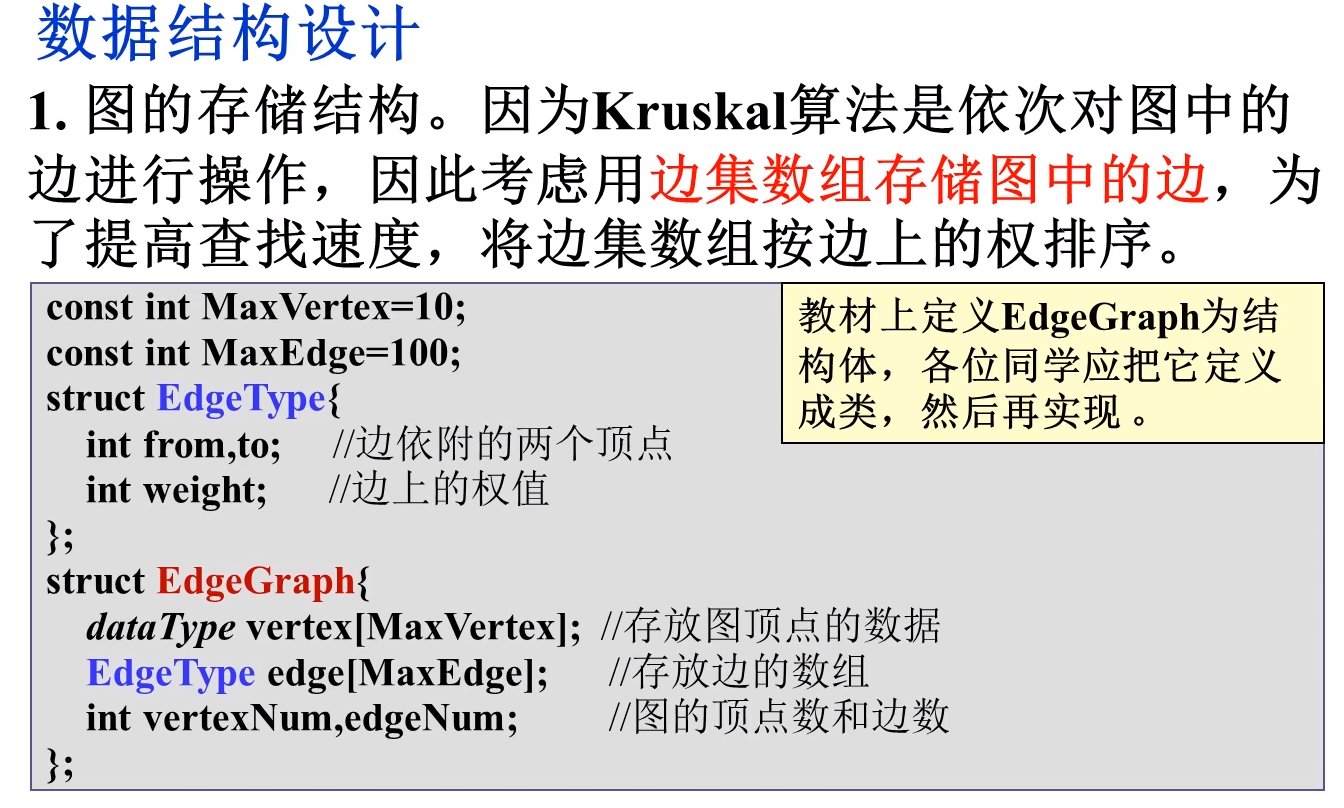 数据结构设计
1. 图的存储结构。因为Kruskal算法是依次对图中的
边进行操作，因此考虑用边集数组存储图中的边，为
了提高查找速度，将边集数组按边上的权排序。
const int MaxVertex=10;
const int MaxEdge=100;
struct EdgeType{
int from,to; //边依附的两个顶点
int weight; //边上的权值
};
struct EdgeGraph{
dataType vertex[MaxVertex]; //存放图顶点的数据
EdgeType edge[MaxEdge]; //存放边的数组
int vertexNum,edgeNum; //图的顶点数和边数
};
教材上定义EdgeGraph为结
构体，各位同学应把它定义
成类，然后再实现 。